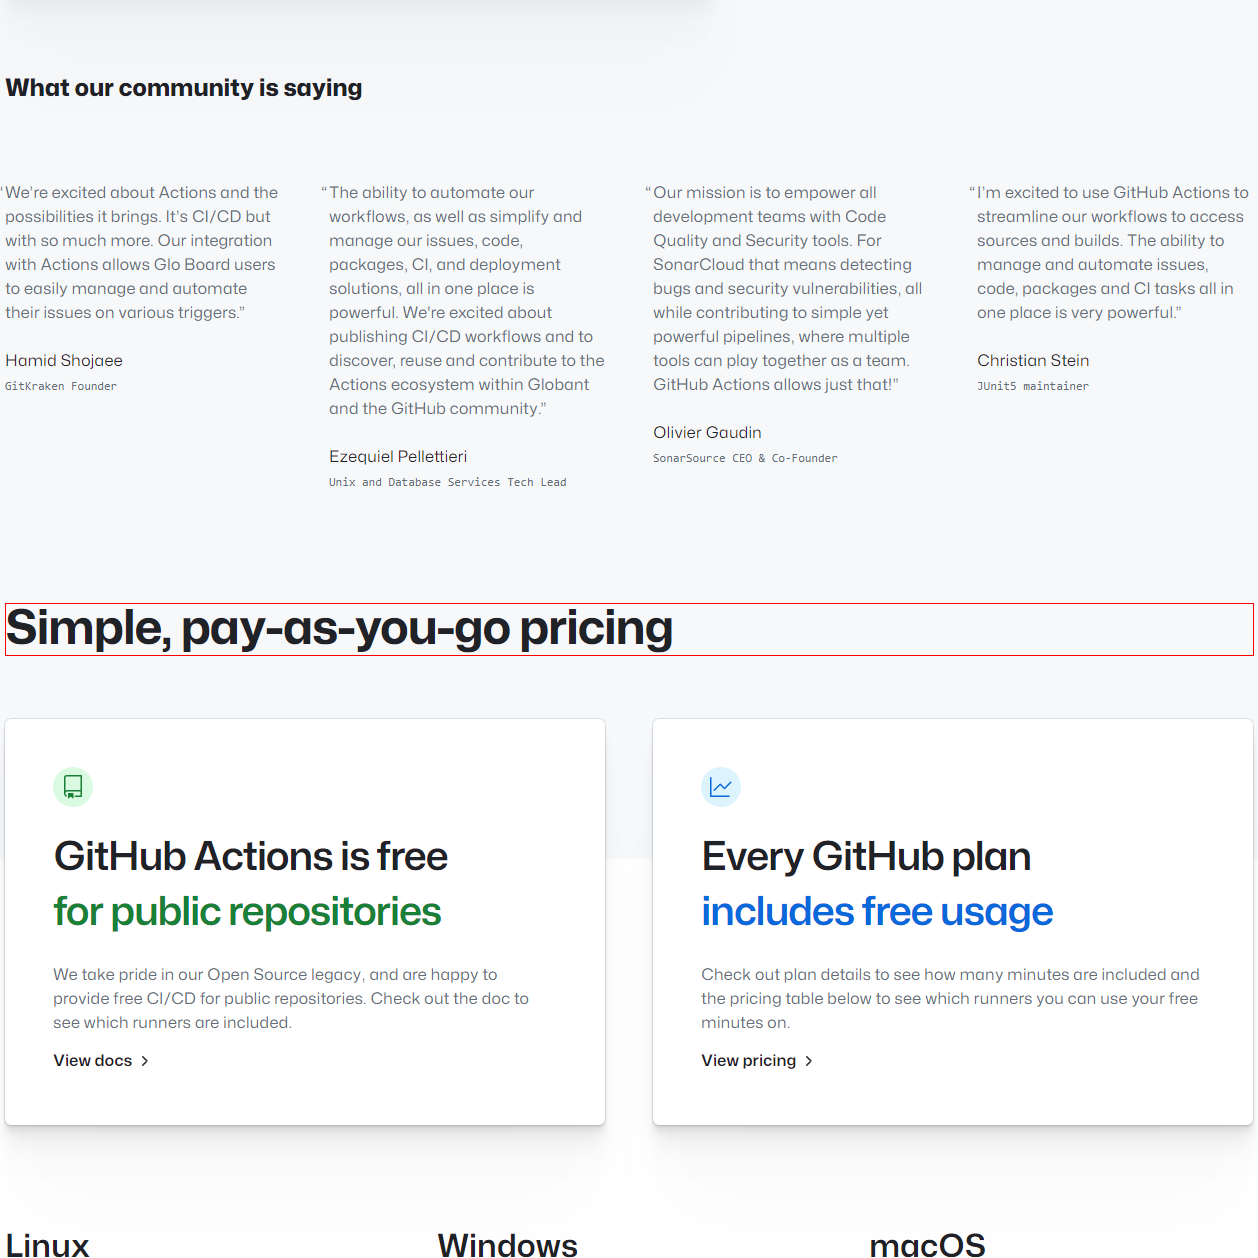 What our community is saying
“We’re excited about Actions and the
possibilities it brings. It’s CI/CD but
with so much more. Our integration
with Actions allows Glo Board users
to easily manage and automate
their issues on various triggers.”
Hamid Shojaee
GitKraken Founder
“The ability to automate our
workflows, as well as simplify and
manage our issues, code,
packages, CI, and deployment
solutions, all in one place is
powerful. We're excited about
publishing CI/CD workflows and to
discover, reuse and contribute to the
Actions ecosystem within Globant
and the GitHub community.”
Ezequiel Pellettieri
Unix and Database Services Tech Lead
“Our mission is to empower all
development teams with Code
Quality and Security tools. For
SonarCloud that means detecting
bugs and security vulnerabilities, all
while contributing to simple yet
powerful pipelines, where multiple
tools can play together as a team.
GitHub Actions allows just that!”
Olivier Gaudin
SonarSource CEO & Co-Founder
“I’m excited to use GitHub Actions to
streamline our workflows to access
sources and builds. The ability to
manage and automate issues,
code, packages and CI tasks all in
one place is very powerful.”
Christian Stein
JUnit5 maintainer
Simple, pay-as-you-go pricing
GitHub Actions is free
for public repositories
We take pride in our Open Source legacy, and are happy to
provide free CI/CD for public repositories. Check out the doc to
see which runners are included.
View docs
Every GitHub plan
includes free usage
Check out plan details to see how many minutes are included and
the pricing table below to see which runners you can use your free
minutes on.
View pricing
Linux
Windows
macOS